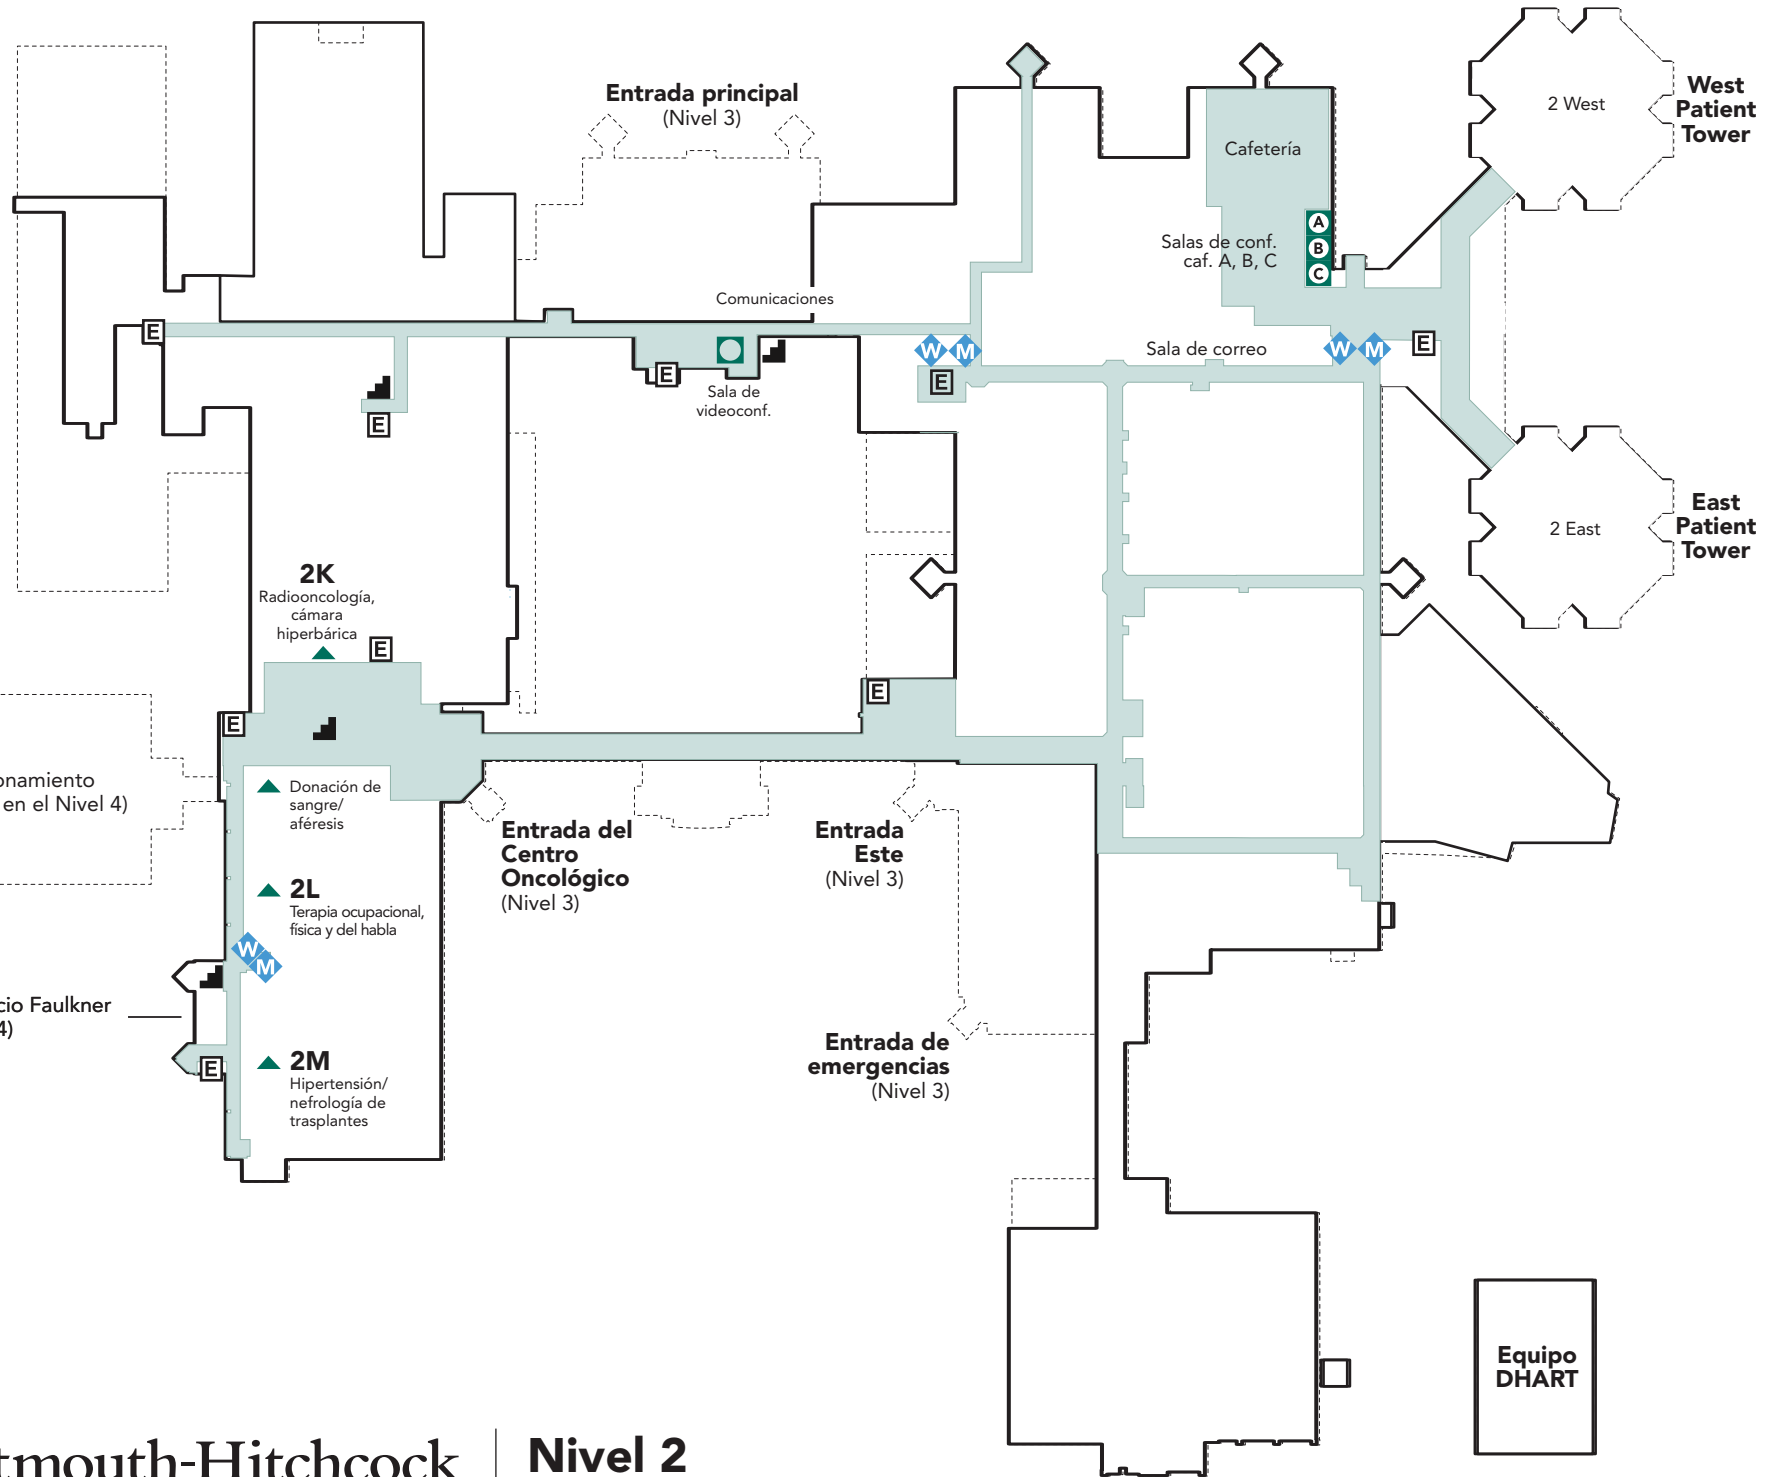 Entrada principal
(Nivel 3)
2 West
West
Patient
Tower
Cafetería
A
B
C
Salas de conf.
caf. A, B, C
Comunicaciones
E
W M
Sala de correo
W M
E
E
E
Sala de
videoconf.
E
E
2 East
East
Patient
Tower
2K
Radiooncología,
cámara
hiperbárica
E
E
E
onamiento
en el Nivel 4)
Donación de
sangre/
aféresis
Entrada del
Centro
Oncológico
(Nivel 3)
Entrada
Este
(Nivel 3)
2L
Terapia ocupacional,
física y del habla
W
M
cio Faulkner
4)
2M
Hipertensión/
nefrología de
trasplantes
E
Entrada de
emergencias
(Nivel 3)
Equipo
DHART
tmouth-Hitchcock
Nivel 2